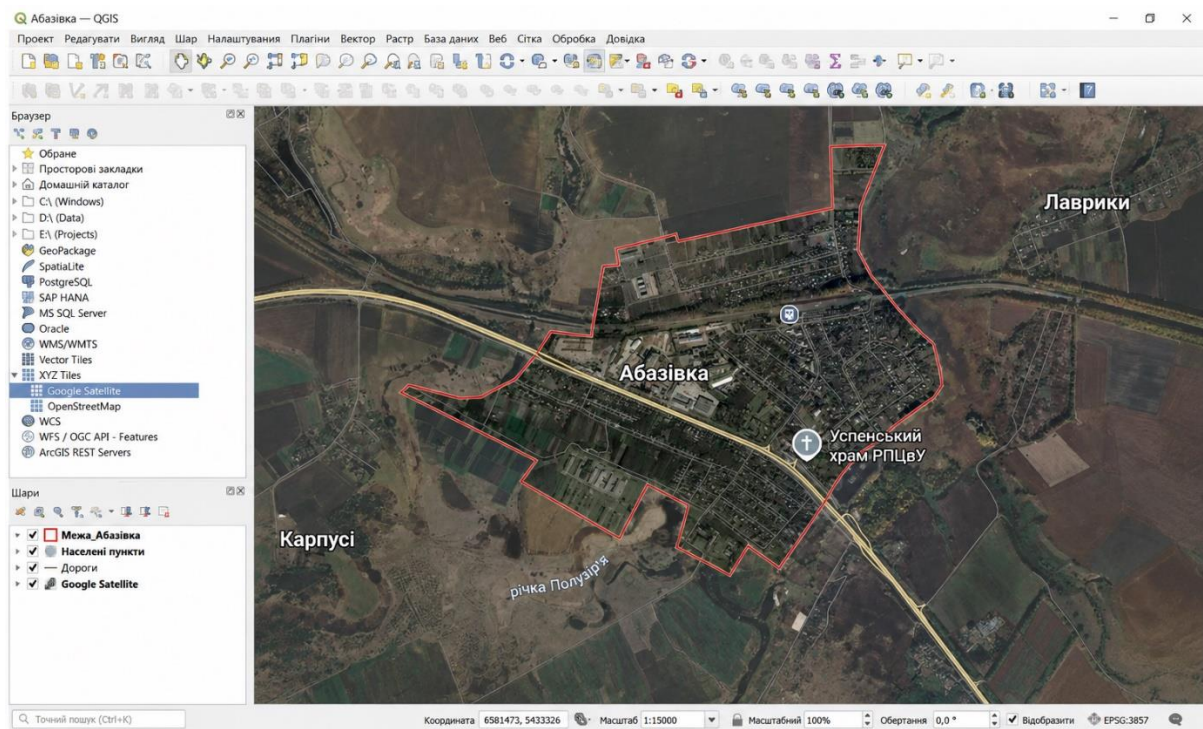 Абазівка — QGIS
Проект Редагувати Вигляд Шар Налаштування Плагіни Вектор Растр База даних Веб Сітка Обробка Довідка
Браузер
Обране
Просторові закладки
Домашній каталог
C:\ (Windows)
D:\ (Data)
E:\ (Projects)
GeoPackage
SpatiaLite
PostgreSQL
SAP HANA
MS SQL Server
Oracle
WMS/WMTS
Vector Tiles
XYZ Tiles
Google Satellite
OpenStreetMap
WCS
WFS / OGC API - Features
ArcGIS REST Servers
Шари
Межа_Абазівка
Населені пункти
Дороги
Google Satellite
Лаврики
Абазівка
Успенський
храм РПЦвУ
Карпусі
річка Полузір'я
Точний пошук (Ctrl+K)
Координата 6581473, 5433326 Масштаб 1:15000 Масштабний 100% Обертання 0,0 ° Відобразити EPSG:3857